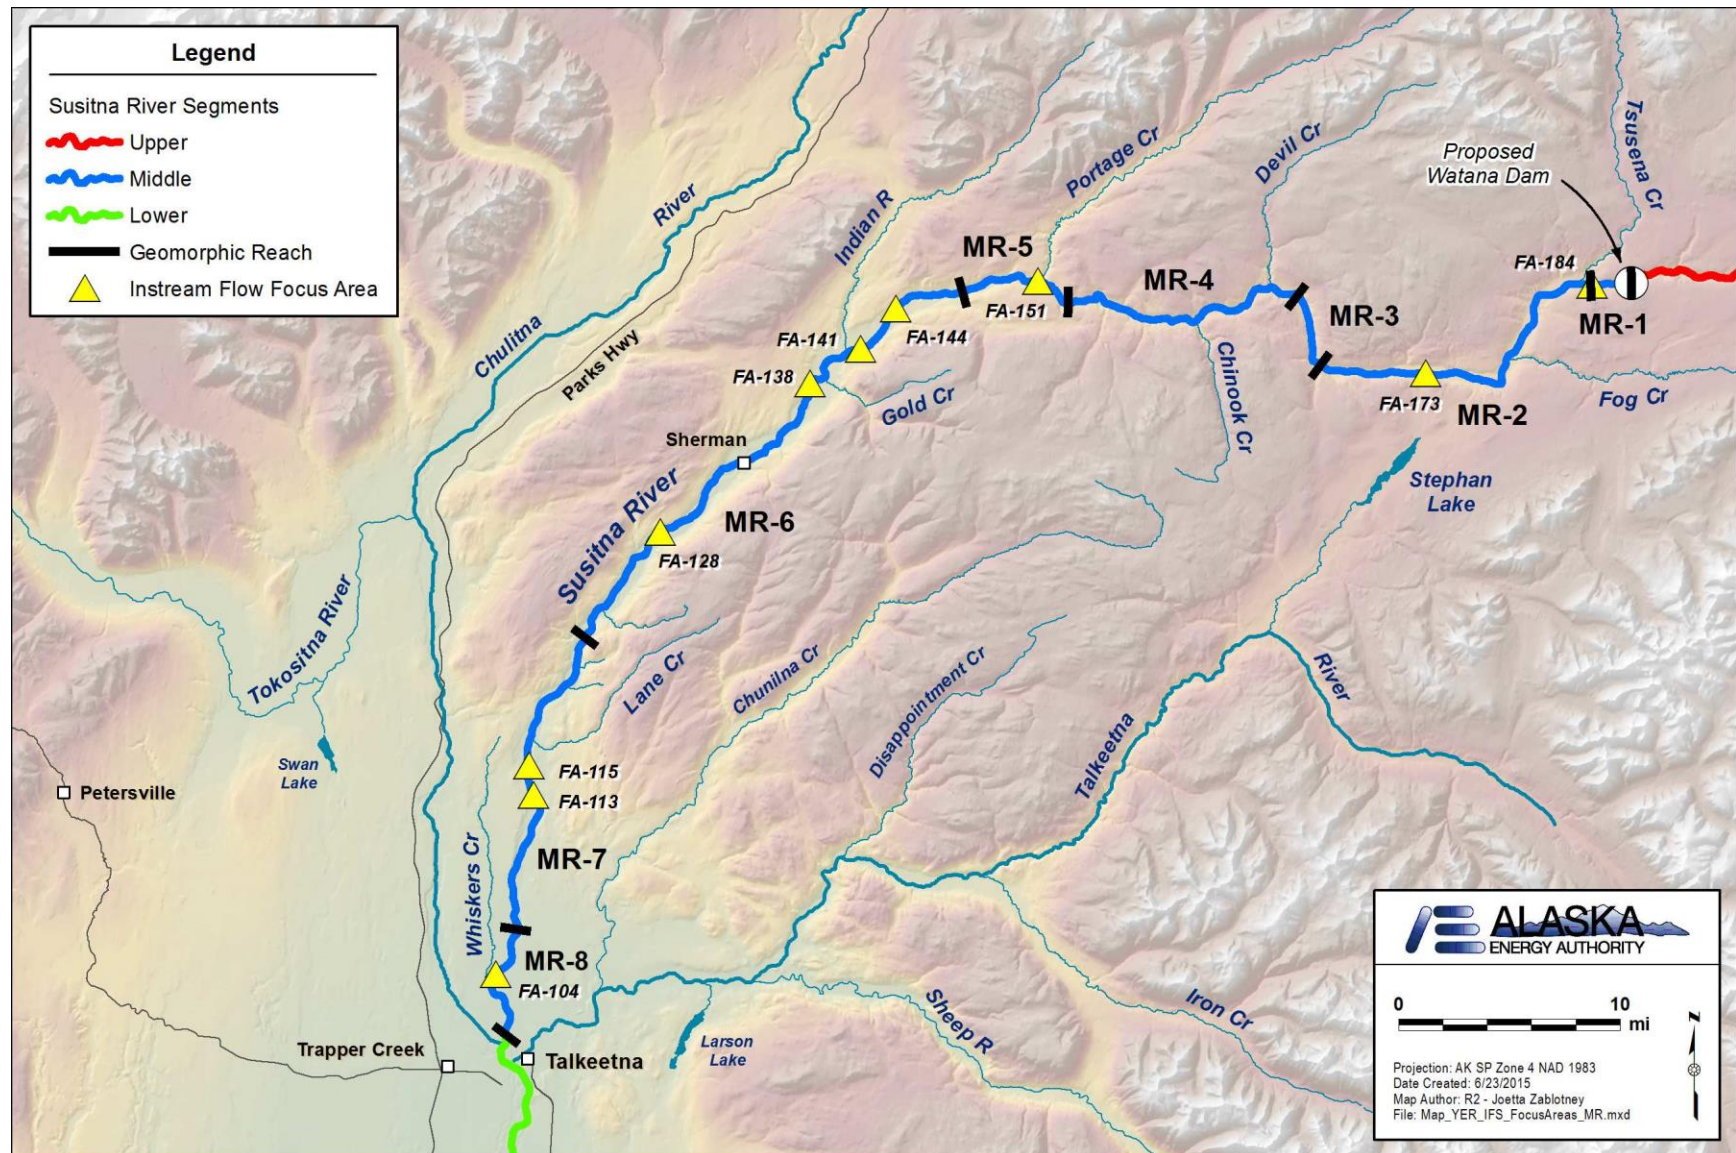 Legend
Susitna River Segments
Upper
Middle
Lower
Geomorphic Reach
Instream Flow Focus Area
Chulitna
River
Parks Hwy
Indian R
Portage Cr
Devil Cr
Tsusena Cr
Proposed
Watana Dam
FA-184
MR-1
MR-5
MR-4
MR-3
FA-151
FA-144
FA-141
FA-138
Gold Cr
Chinook Cr
FA-173
MR-2
Fog Cr
Sherman
Stephan
Lake
Susitna River
MR-6
FA-128
Tokositna River
Lane Cr
Chunilna Cr
Disappointment Cr
Talkeetna
River
Swan
Lake
Petersville
FA-115
FA-113
Whiskers Cr
MR-7
MR-8
FA-104
Sheep R
Iron Cr
Larson
Lake
Trapper Creek
Talkeetna
ALASKA
ENERGY AUTHORITY
0 10
mi
N
Projection: AK SP Zone 4 NAD 1983
Date Created: 6/23/2015
Map Author: R2 - Joetta Zablotney
File: Map_YER_IFS_FocusAreas_MR.mxd